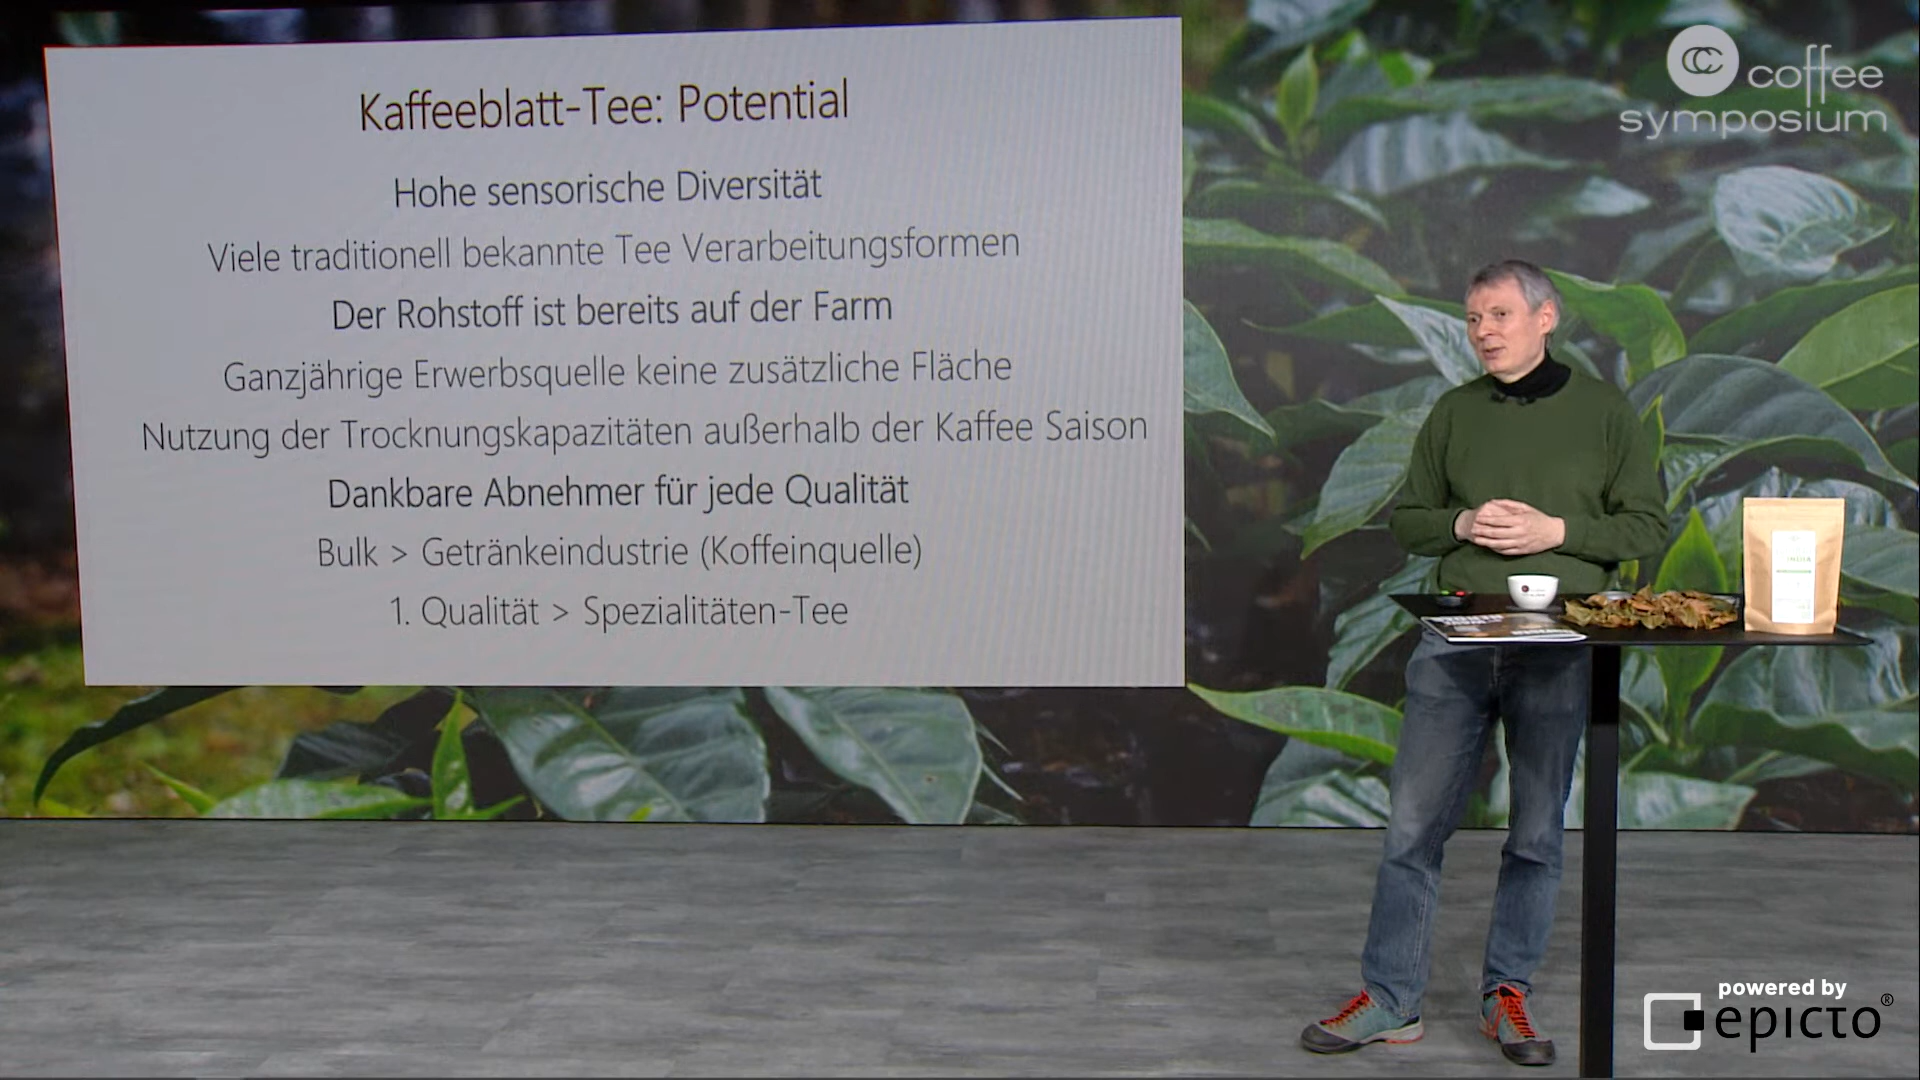 Kaffeeblatt-Tee: Potential
Hohe sensorische Diversität
Viele traditionell bekannte Tee Verarbeitungsformen
Der Rohstoff ist bereits auf der Farm
Ganzjährige Erwerbsquelle keine zusätzliche Fläche
Nutzung der Trocknungskapazitäten außerhalb der Kaffee Saison
Dankbare Abnehmer für jede Qualität
Bulk > Getränkeindustrie (Koffeinquelle)
1. Qualität > Spezialitäten-Tee
coffee
symposium
powered by
epicto®